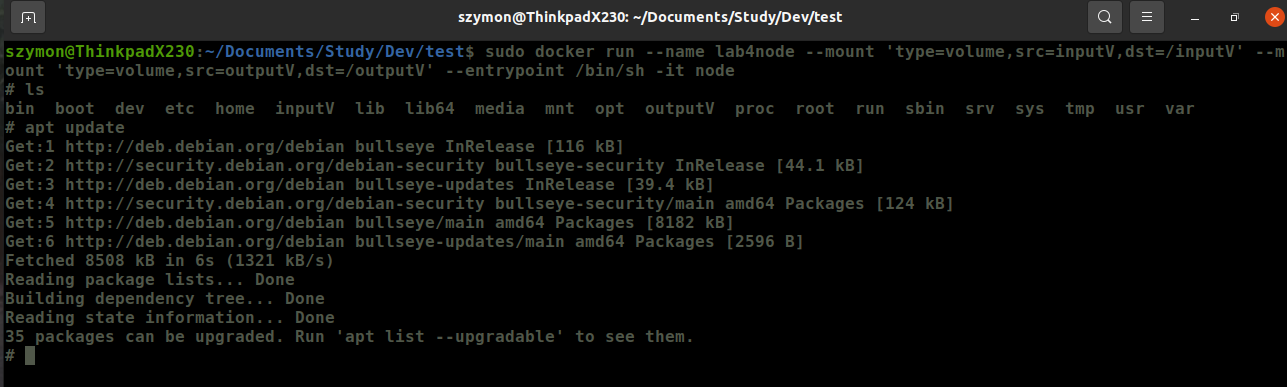 szymon@ThinkpadX230: ~/Documents/Study/Dev/test
szymon@ThinkpadX230:~/Documents/Study/Dev/test$ sudo docker run --name lab4node --mount 'type=volume,src=inputV,dst=/inputV' --m
ount 'type=volume,src=outputV,dst=/outputV' --entrypoint /bin/sh -it node
# ls
bin  boot  dev  etc  home  inputV  lib  lib64  media  mnt  opt  outputV  proc  root  run  sbin  srv  sys  tmp  usr  var
# apt update
Get:1 http://deb.debian.org/debian bullseye InRelease [116 kB]
Get:2 http://security.debian.org/debian-security bullseye-security InRelease [44.1 kB]
Get:3 http://deb.debian.org/debian bullseye-updates InRelease [39.4 kB]
Get:4 http://security.debian.org/debian-security bullseye-security/main amd64 Packages [124 kB]
Get:5 http://deb.debian.org/debian bullseye/main amd64 Packages [8182 kB]
Get:6 http://deb.debian.org/debian bullseye-updates/main amd64 Packages [2596 B]
Fetched 8508 kB in 6s (1321 kB/s)
Reading package lists... Done
Building dependency tree... Done
Reading state information... Done
35 packages can be upgraded. Run 'apt list --upgradable' to see them.
#